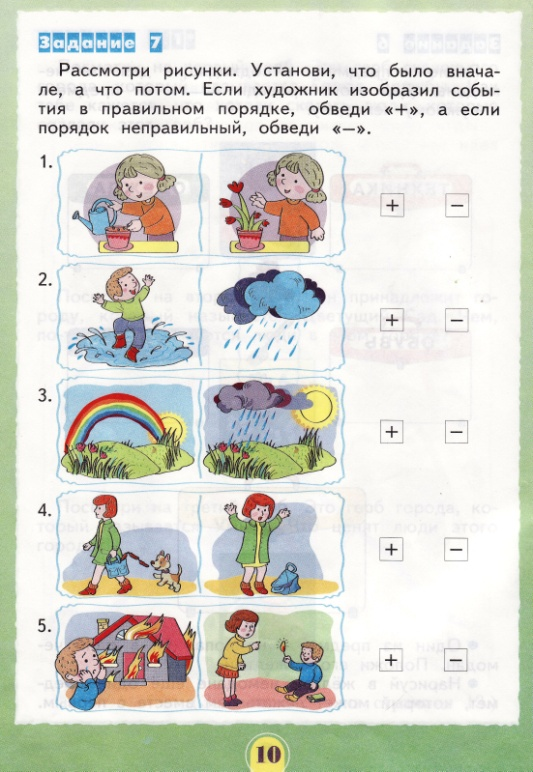 Задание 7
Рассмотри рисунки. Установи, что было внача-
ле, а что потом. Если художник изобразил собы-
тия в правильном порядке, обведи «+», а если
порядок неправильный, обведи «—».
1.
+ —
2.
+ —
3.
+ —
4.
+ —
5.
+ —
10